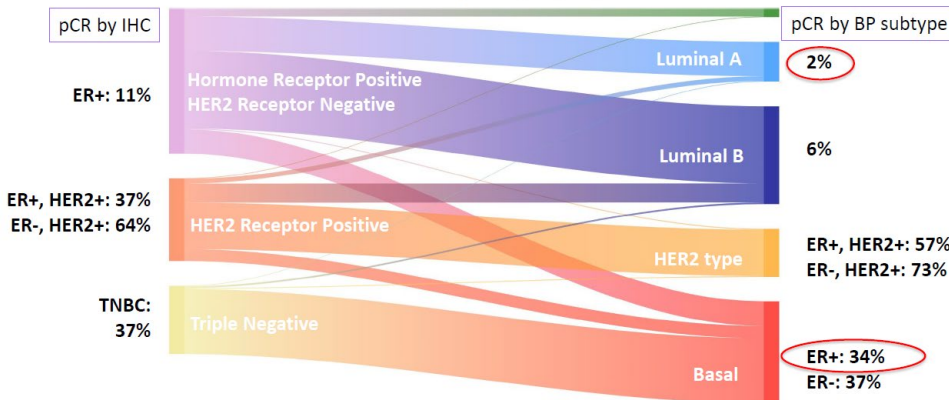 pCR by IHC
pCR by BP subtype
Hormone Receptor Positive
HER2 Receptor Negative
ER+: 11%
Luminal A
2%
Luminal B
6%
ER+, HER2+: 37%
ER-, HER2+: 64%
HER2 Receptor Positive
HER2 type
ER+, HER2+: 57%
ER-, HER2+: 73%
TNBC:
37%
Triple Negative
Basal
ER+: 34%
ER-: 37%